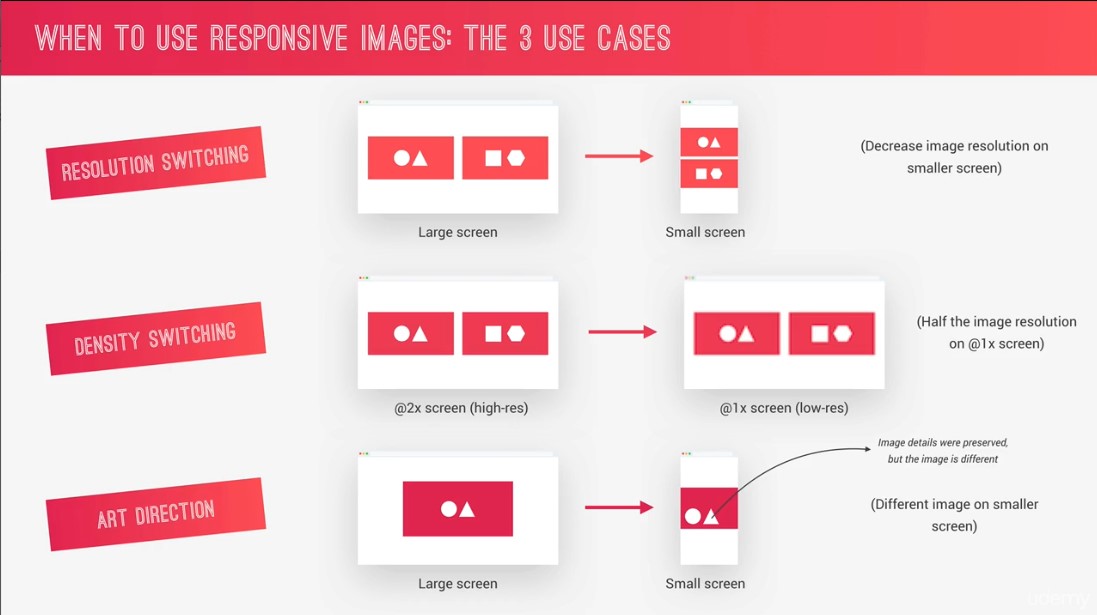 WHEN TO USE RESPONSIVE IMAGES: THE 3 USE CASES
RESOLUTION SWITCHING
Large screen
Small screen
(Decrease image resolution on
smaller screen)
DENSITY SWITCHING
@2x screen (high-res)
@1x screen (low-res)
(Half the image resolution
on @1x screen)
ART DIRECTION
Large screen
Small screen
Image details were preserved,
but the image is different
(Different image on smaller
screen)
udemy